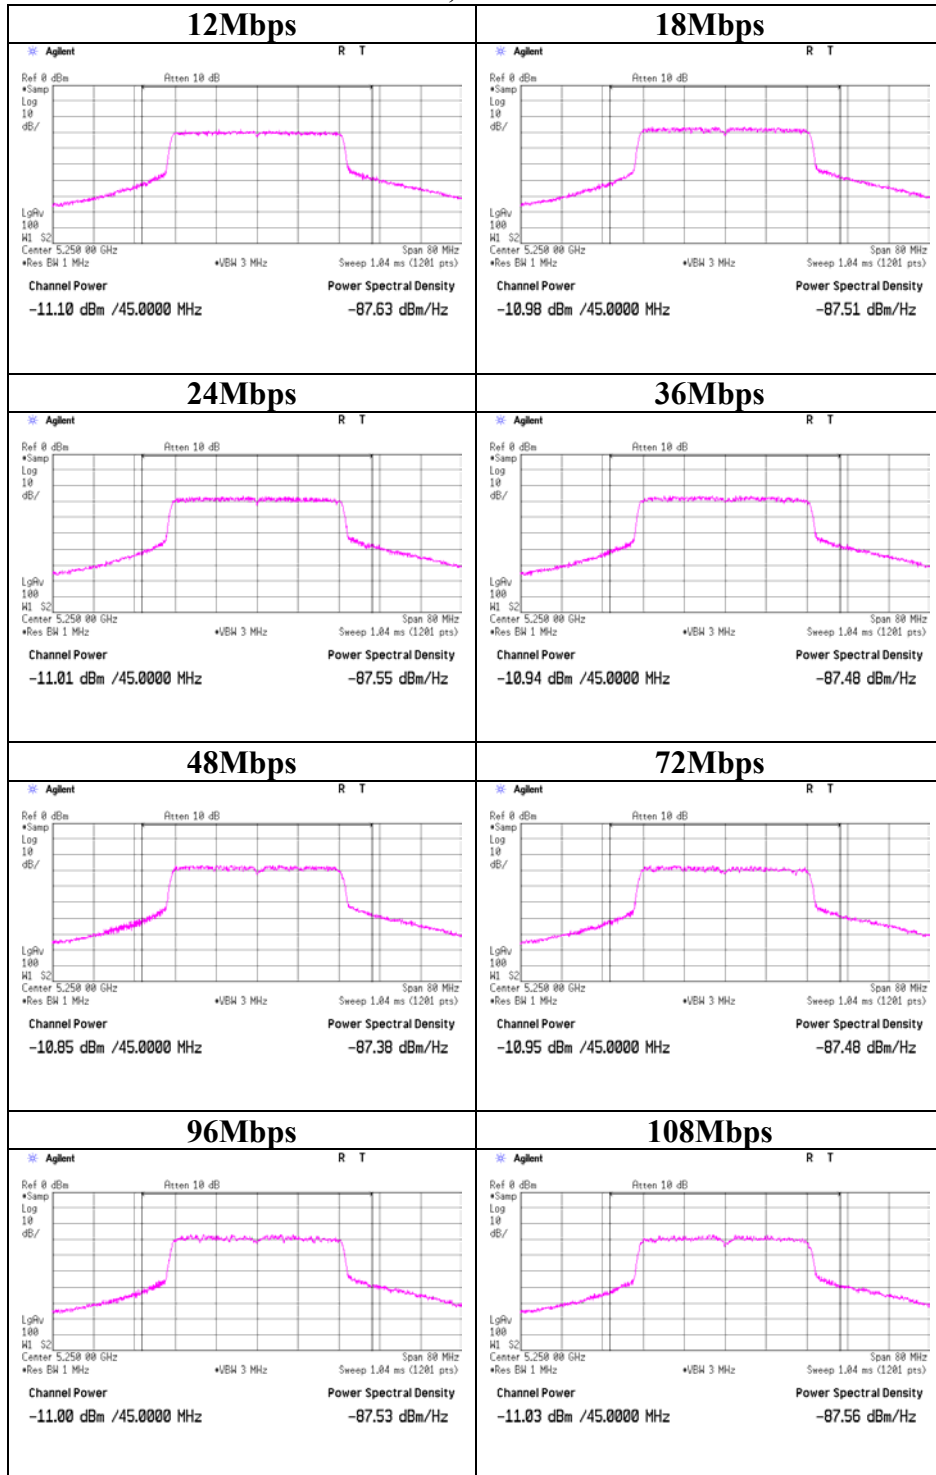 12Mbps
Agilent R T
Ref 0 dBm Atten 10 dB
*Samp
Log
10
dB/
LgAv
100
W1 S2
Center 5.250 00 GHz Span 80 MHz
*Res BW 1 MHz *VBW 3 MHz Sweep 1.04 ms (1201 pts)
Channel Power Power Spectral Density
-11.10 dBm /45.0000 MHz -87.63 dBm/Hz
18Mbps
Agilent R T
Ref 0 dBm Atten 10 dB
*Samp
Log
10
dB/
LgAv
100
W1 S2
Center 5.250 00 GHz Span 80 MHz
*Res BW 1 MHz *VBW 3 MHz Sweep 1.04 ms (1201 pts)
Channel Power Power Spectral Density
-10.98 dBm /45.0000 MHz -87.51 dBm/Hz
24Mbps
Agilent R T
Ref 0 dBm Atten 10 dB
*Samp
Log
10
dB/
LgAv
100
W1 S2
Center 5.250 00 GHz Span 80 MHz
*Res BW 1 MHz *VBW 3 MHz Sweep 1.04 ms (1201 pts)
Channel Power Power Spectral Density
-11.01 dBm /45.0000 MHz -87.55 dBm/Hz
36Mbps
Agilent R T
Ref 0 dBm Atten 10 dB
*Samp
Log
10
dB/
LgAv
100
W1 S2
Center 5.250 00 GHz Span 80 MHz
*Res BW 1 MHz *VBW 3 MHz Sweep 1.04 ms (1201 pts)
Channel Power Power Spectral Density
-10.94 dBm /45.0000 MHz -87.48 dBm/Hz
48Mbps
Agilent R T
Ref 0 dBm Atten 10 dB
*Samp
Log
10
dB/
LgAv
100
W1 S2
Center 5.250 00 GHz Span 80 MHz
*Res BW 1 MHz *VBW 3 MHz Sweep 1.04 ms (1201 pts)
Channel Power Power Spectral Density
-10.85 dBm /45.0000 MHz -87.38 dBm/Hz
72Mbps
Agilent R T
Ref 0 dBm Atten 10 dB
*Samp
Log
10
dB/
LgAv
100
W1 S2
Center 5.250 00 GHz Span 80 MHz
*Res BW 1 MHz *VBW 3 MHz Sweep 1.04 ms (1201 pts)
Channel Power Power Spectral Density
-10.95 dBm /45.0000 MHz -87.48 dBm/Hz
96Mbps
Agilent R T
Ref 0 dBm Atten 10 dB
*Samp
Log
10
dB/
LgAv
100
W1 S2
Center 5.250 00 GHz Span 80 MHz
*Res BW 1 MHz *VBW 3 MHz Sweep 1.04 ms (1201 pts)
Channel Power Power Spectral Density
-11.00 dBm /45.0000 MHz -87.53 dBm/Hz
108Mbps
Agilent R T
Ref 0 dBm Atten 10 dB
*Samp
Log
10
dB/
LgAv
100
W1 S2
Center 5.250 00 GHz Span 80 MHz
*Res BW 1 MHz *VBW 3 MHz Sweep 1.04 ms (1201 pts)
Channel Power Power Spectral Density
-11.03 dBm /45.0000 MHz -87.56 dBm/Hz